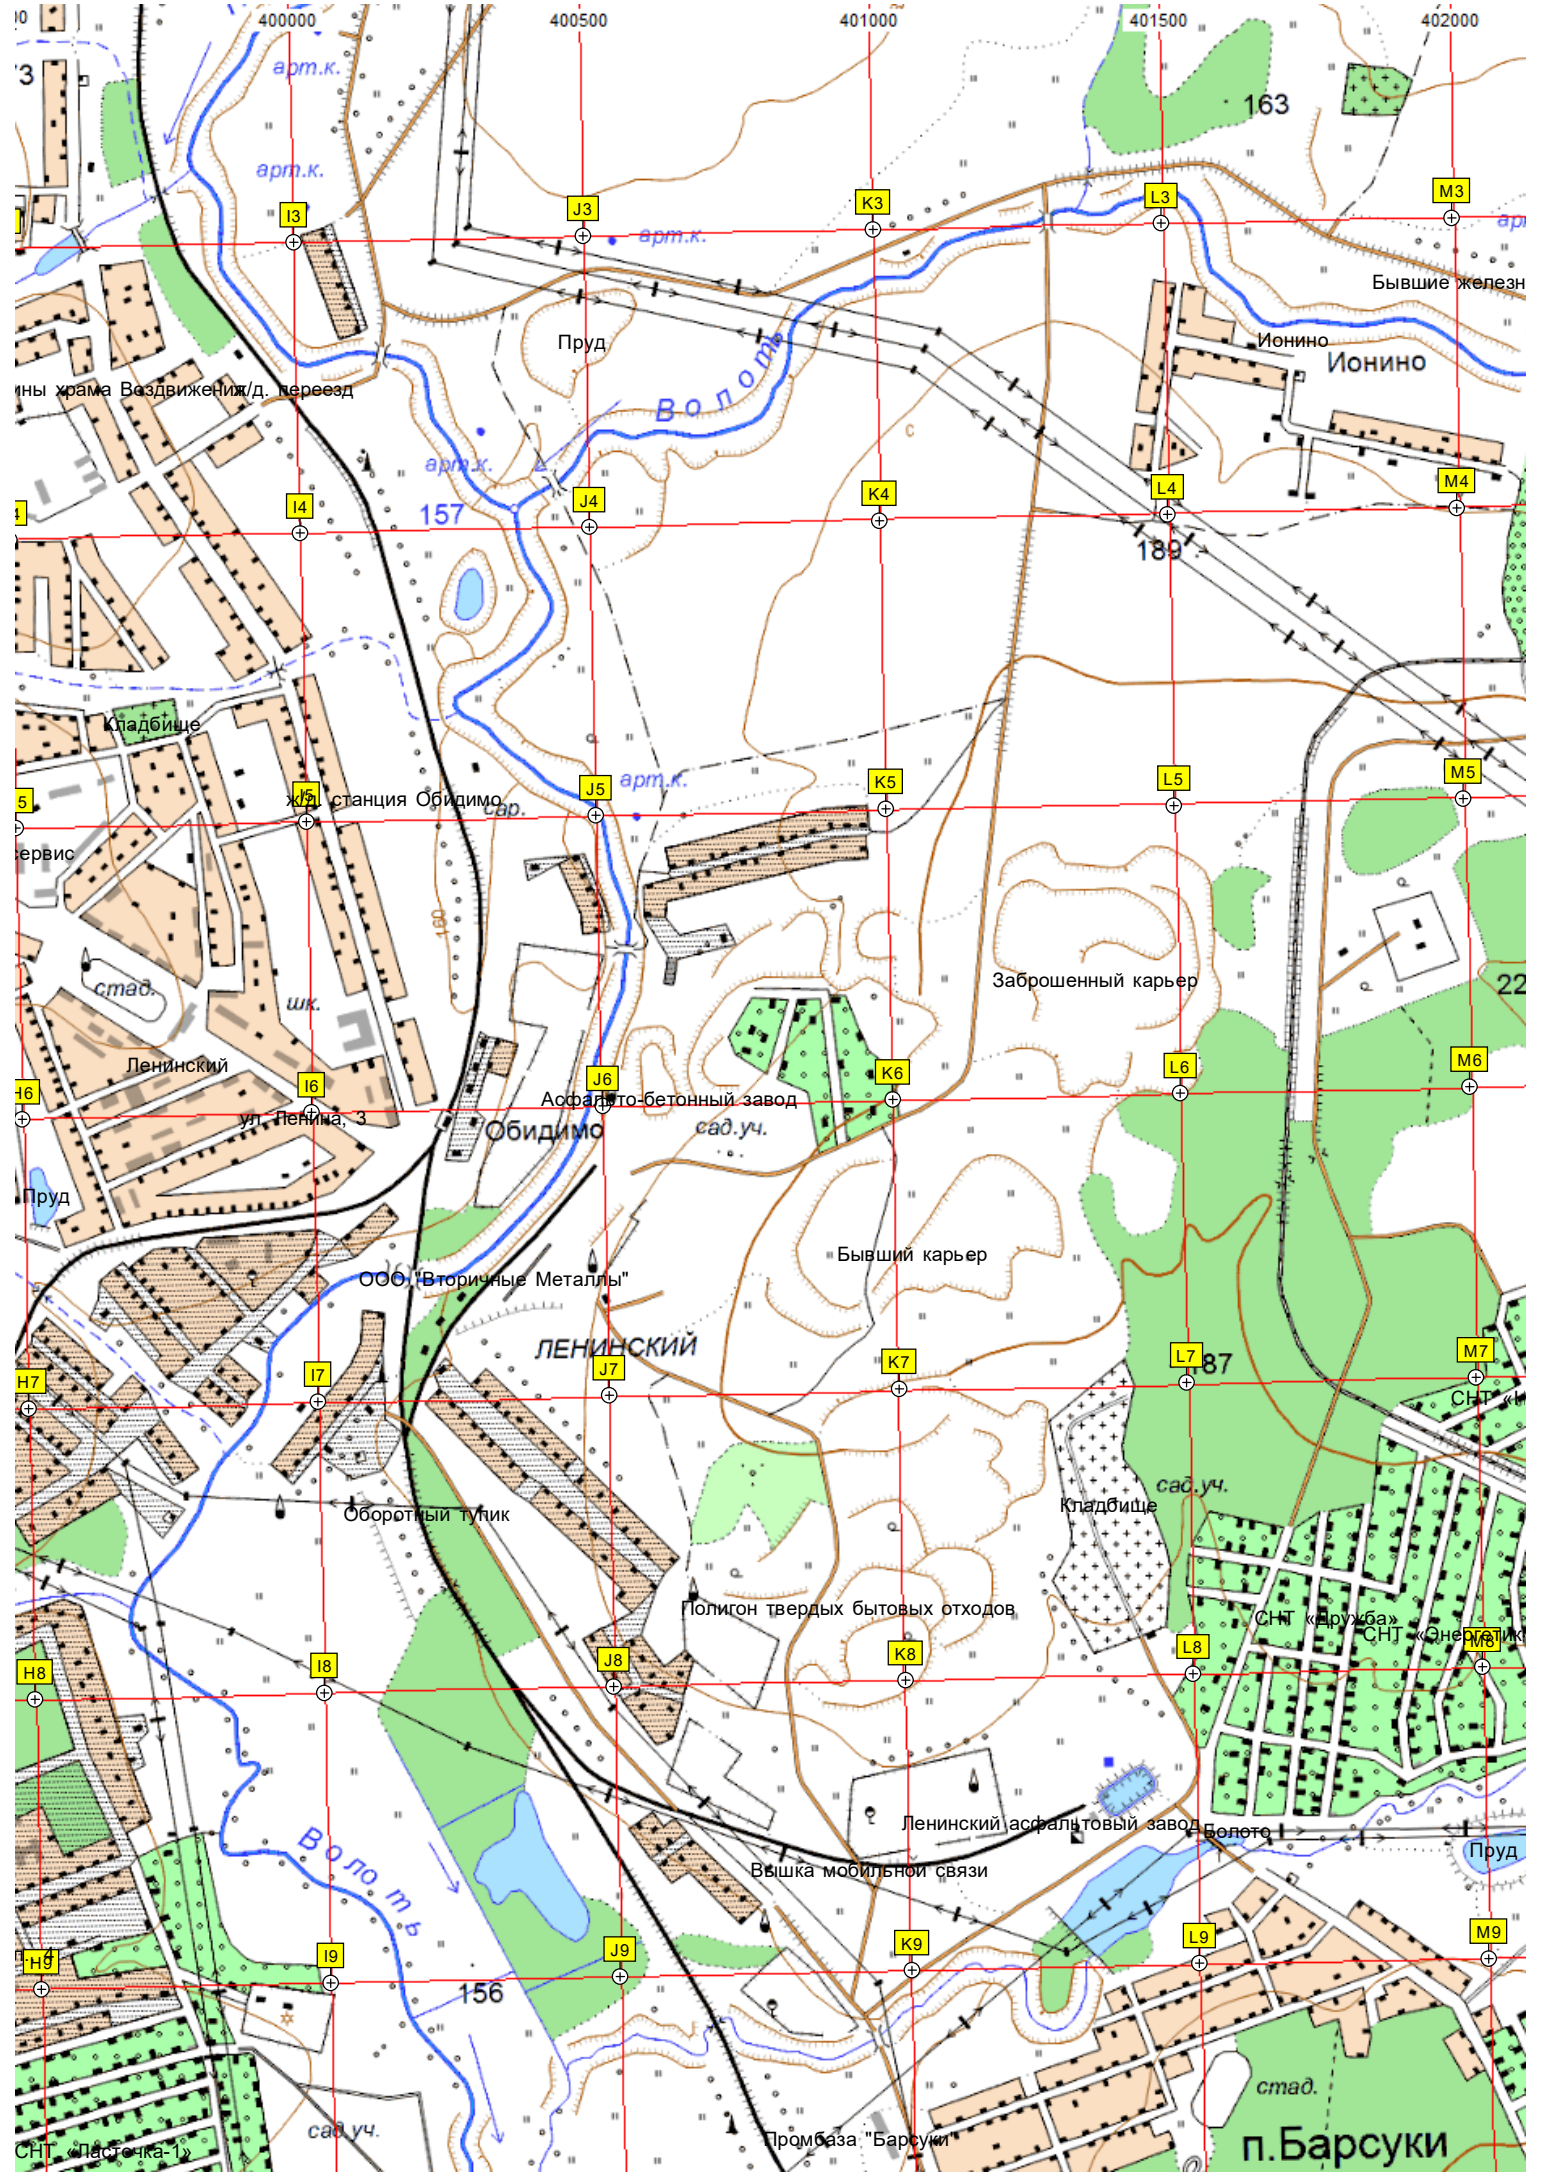 400000 400500 401000 401500 402000
арт.к.
163
арт.к.
I3 J3 K3 L3 M3
арт.к.
Бывшие железн
Пруд
Ионино
Ионино
ж/д. переезд
Волоть
арт.к.
157
I4 J4 K4 L4 M4
189
Кладбище
арт.к.
I5 J5 K5 L5 M5
ж/д. станция Обидимо
сар.
сервис
160
стад.
шк.
Заброшенный карьер
22
Ленинский
H6 I6 J6 K6 L6 M6
ул. Ленина, 3
Асфальто-бетонный завод
Обидимо
сад.уч.
Пруд
Бывший карьер
ООО "Вторичные Металлы"
ЛЕНИНСКИЙ
H7 I7 J7 K7 L7 M7
87
СНТ
сад.уч.
Кладбище
Оборотный тупик
Полигон твердых бытовых отходов
СНТ «Дружба»
СНТ «Энергетик
H8 I8 J8 K8 L8 M8
Ленинский асфальтовый завод
Болото
Пруд
Волоть
Вышка мобильной связи
H9 I9 J9 K9 L9 M9
156
стад.
сад.уч.
Промбаза "Барсуки"
п.Барсуки
СНТ «Ласточка-1»